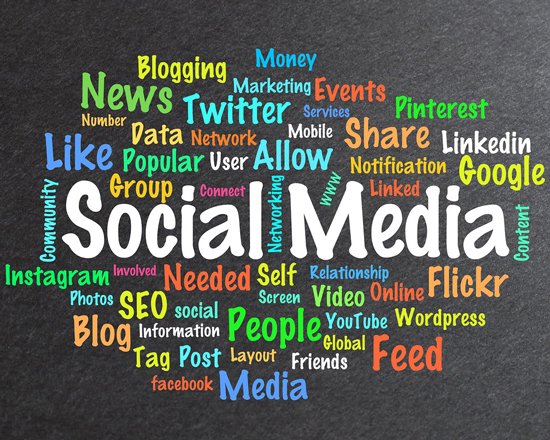 Money
Blogging
Marketing Events
News Twitter Services Pinterest
Number Data Network Mobile Share Linkedin
Like Popular User Allow Notification Google
Group Connect Networking www Linked
Community Social Media Content
Instagram Involved Needed Self Relationship Flickr
Photos SEO social Screen Video Online
Blog Information People YouTube Wordpress
Tag Post Layout Friends Global Feed
facebook Media